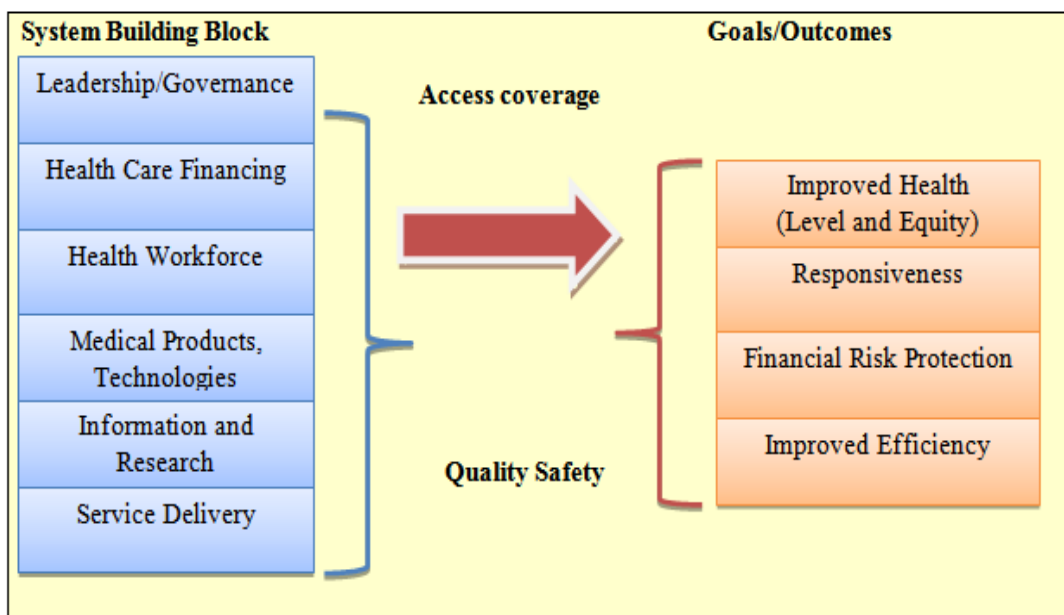 System Building Block
Leadership/Governance
Health Care Financing
Health Workforce
Medical Products,
Technologies
Information and
Research
Service Delivery
Access coverage
Quality Safety
Goals/Outcomes
Improved Health
(Level and Equity)
Responsiveness
Financial Risk Protection
Improved Efficiency